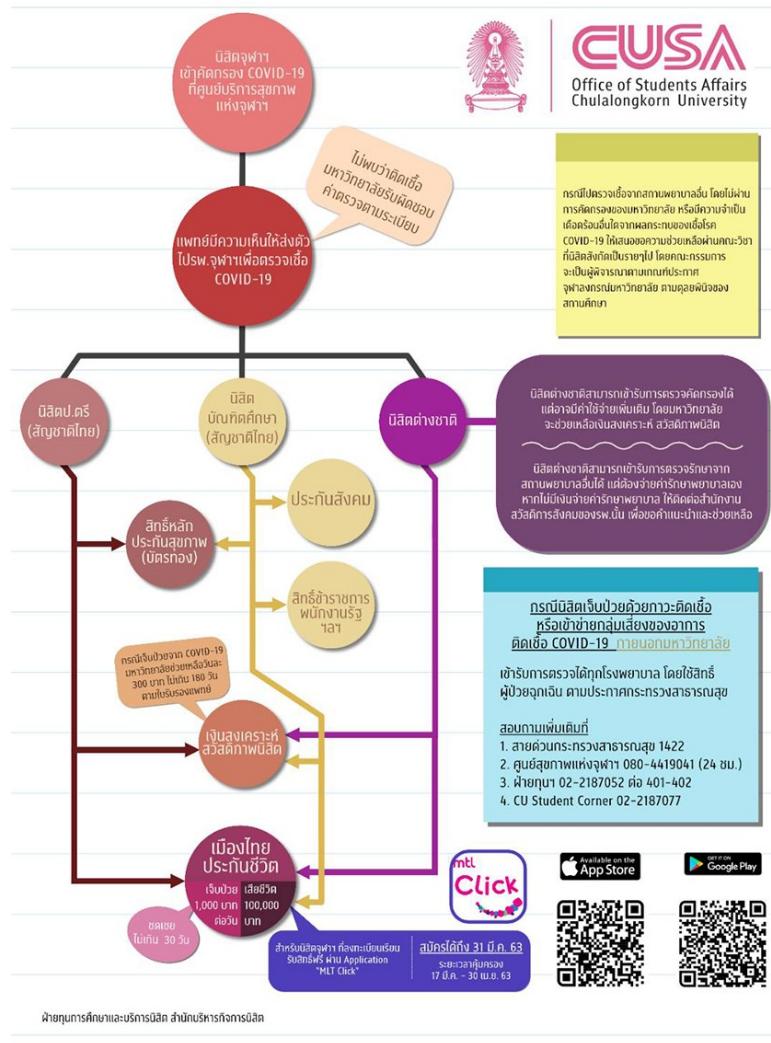 นิสิตจุฬาฯ
เข้าคัดกรอง COVID-19
ที่ศูนย์บริการสุขภาพ
แห่งจุฬาฯ
CUSA
Office of Students Affairs
Chulalongkorn University
ไม่พบว่าติดเชื้อ
มหาวิทยาลัยรับผิดชอบ
ค่าตรวจตามระเบียบ
แพทย์มีความเห็นให้ส่งตัว
ไปรพ.จุฬาฯเพื่อตรวจเชื้อ
COVID-19
กรณีไปตรวจเชื้อจากสถานพยาบาลอื่น โดยไม่ผ่าน
การคัดกรองของมหาวิทยาลัย หรือมีความจำเป็น
เดือดร้อนอื่นใดจากผลกระทบของเชื้อโรค
COVID-19 ให้เสนอขอความช่วยเหลือผ่านคณะวิชา
ที่นิสิตสังกัดเป็นรายๆไป โดยคณะกรรมการ
จะเป็นผู้พิจารณาตามเกณฑ์ประกาศ
จุฬาลงกรณ์มหาวิทยาลัย ตามดุลยพินิจของ
สถานศึกษา
นิสิตป.ตรี
(สัญชาติไทย)
นิสิต
บัณฑิตศึกษา
(สัญชาติไทย)
นิสิตต่างชาติ
นิสิตต่างชาติสามารถเข้ารับการตรวจคัดกรองได้
แต่อาจมีค่าใช้จ่ายเพิ่มเติม โดยมหาวิทยาลัย
จะช่วยเหลือเงินสงเคราะห์ สวัสดิภาพนิสิต
นิสิตต่างชาติสามารถเข้ารับการตรวจรักษาจาก
สถานพยาบาลอื่นได้ แต่ต้องจ่ายค่ารักษาพยาบาลเอง
หากไม่มีเงินจ่ายค่ารักษาพยาบาล ให้ติดต่อสำนักงาน
สวัสดิการสังคมของรพ.นั้น เพื่อขอคำแนะนำและช่วยเหลือ
ประกันสังคม
สิทธิ์หลัก
ประกันสุขภาพ
(บัตรทอง)
สิทธิ์ข้าราชการ
พนักงานรัฐ
ฯลฯ
กรณีนิสิตเจ็บป่วยด้วยภาวะติดเชื้อ
หรือเข้าข่ายกลุ่มเสี่ยงของอาการ
ติดเชื้อ COVID-19 ภายนอกมหาวิทยาลัย
เข้ารับการตรวจได้ทุกโรงพยาบาล โดยใช้สิทธิ์
ผู้ป่วยฉุกเฉิน ตามประกาศกระทรวงสาธารณสุข
สอบถามเพิ่มเติมที่
1. สายด่วนกระทรวงสาธารณสุข 1422
2. ศูนย์สุขภาพแห่งจุฬาฯ 080-4419041 (24 ชม.)
3. ฝ่ายทุนฯ 02-2187052 ต่อ 401-402
4. CU Student Corner 02-2187077
กรณีเจ็บป่วยจาก COVID-19
มหาวิทยาลัยช่วยเหลือวันละ
300 บาท ไม่เกิน 180 วัน
ตามใบรับรองแพทย์
เงินสงเคราะห์
สวัสดิภาพนิสิต
เมืองไทย
ประกันชีวิต
เจ็บป่วย
1,000 บาท
ต่อวัน
เสียชีวิต
100,000
บาท
ชดเชย
ไม่เกิน 30 วัน
mtl
Click
Available on the
App Store
GET IT ON
Google Play
สำหรับนิสิตจุฬาฯ ที่ลงทะเบียนเรียน
รับสิทธิ์ฟรี ผ่าน Application
"MLT Click"
สมัครได้ถึง 31 มี.ค. 63
ระยะเวลาคุ้มครอง
17 มี.ค. - 30 เม.ย. 63
ฝ่ายทุนการศึกษาและบริการนิสิต สำนักบริหารกิจการนิสิต